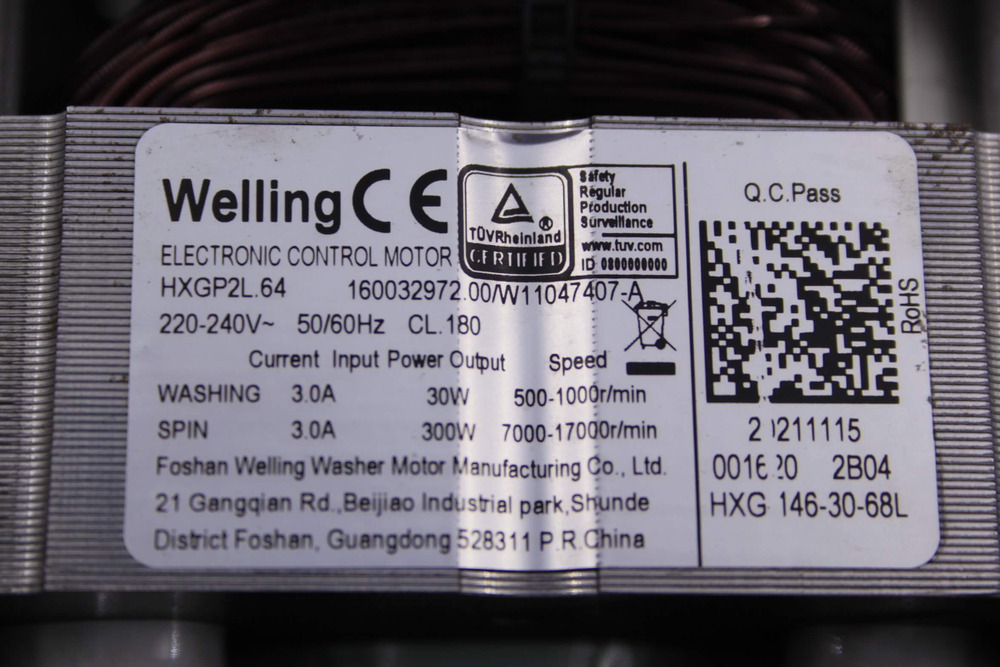 Welling CE
TÜVRheinland®
CERTIFIED
Safety
Regular
Production
Surveillance
www.tuv.com
ID 0800000000
ELECTRONIC CONTROL MOTOR
HXGP2L.64 160032972.00/W11047407-A
220-240V~ 50/60Hz CL.180
Current Input Power Output Speed
WASHING 3.0A 30W 500-1000r/min
SPIN 3.0A 300W 7000-17000r/min
Foshan Welling Washer Motor Manufacturing Co., Ltd.
21 Gangqian Rd.,Beijiao Industrial park,Shunde
District Foshan, Guangdong 528311 P.R.China
Q.C.Pass
RoHS
20211115
2B04
HXG 146-30-68L